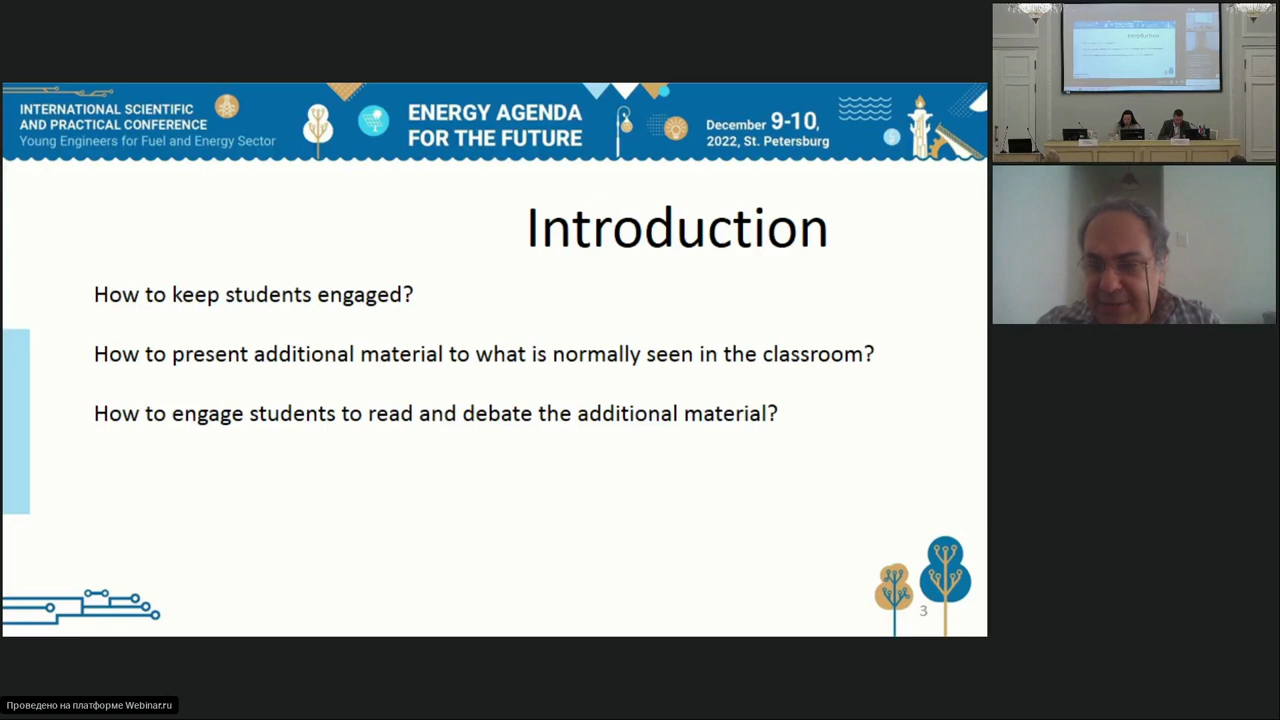 INTERNATIONAL SCIENTIFIC
AND PRACTICAL CONFERENCE
Young Engineers for Fuel and Energy Sector
ENERGY AGENDA
FOR THE FUTURE
December 9-10,
2022, St. Petersburg
Introduction
How to keep students engaged?
How to present additional material to what is normally seen in the classroom?
How to engage students to read and debate the additional material?
3
Introduction
Проведено на платформе Webinar.ru